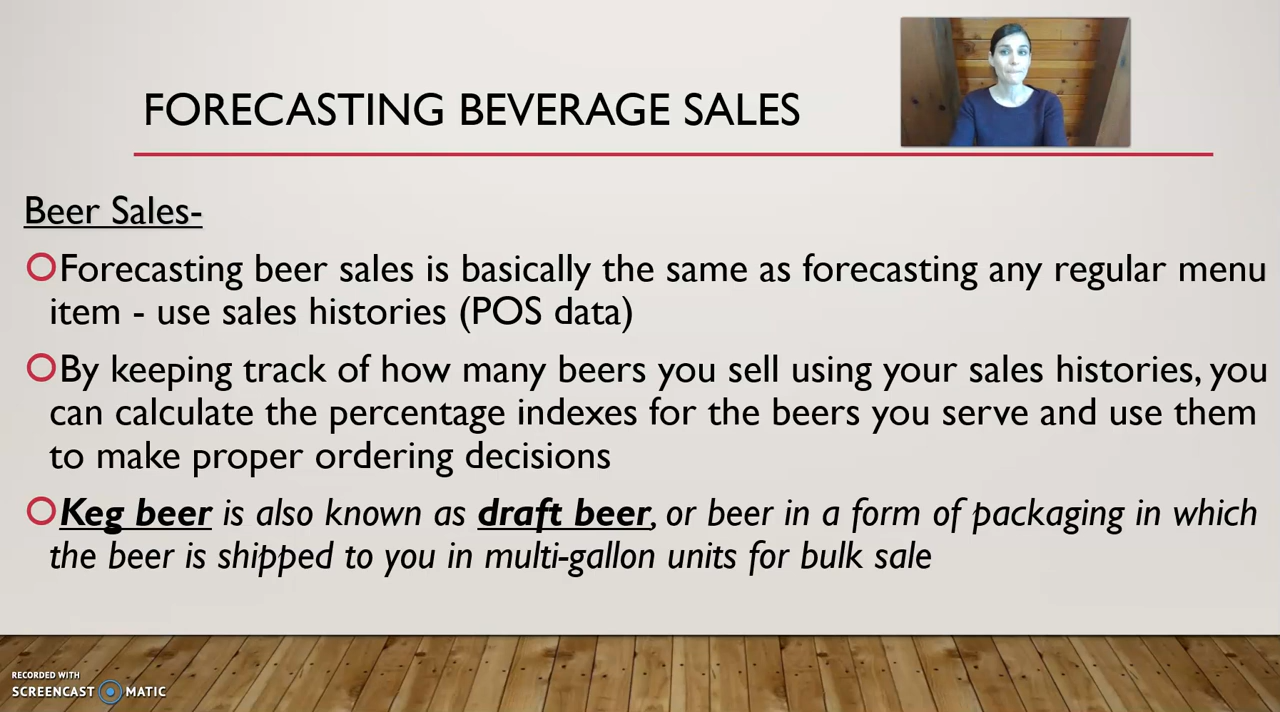 FORECASTING BEVERAGE SALES
Beer Sales-
Forecasting beer sales is basically the same as forecasting any regular menu
item - use sales histories (POS data)
By keeping track of how many beers you sell using your sales histories, you
can calculate the percentage indexes for the beers you serve and use them
to make proper ordering decisions
Keg beer is also known as draft beer, or beer in a form of packaging in which
the beer is shipped to you in multi-gallon units for bulk sale
RECORDED WITH
SCREENCAST MATIC